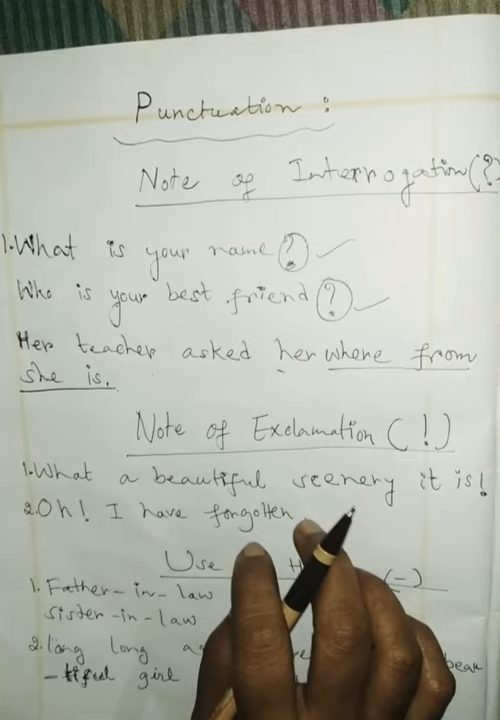 Punctuation :
Note of Interrogation (?)
1. What is your name ?
Who is your best friend ?
Her teacher asked her where from
she is.
Note of Exclamation ( ! )
1. What a beautiful scenery it is !
2. Oh ! I have forgotten
Use (-)
1. Father-in-law
sister-in-law
2. long long beau
-tiful girl